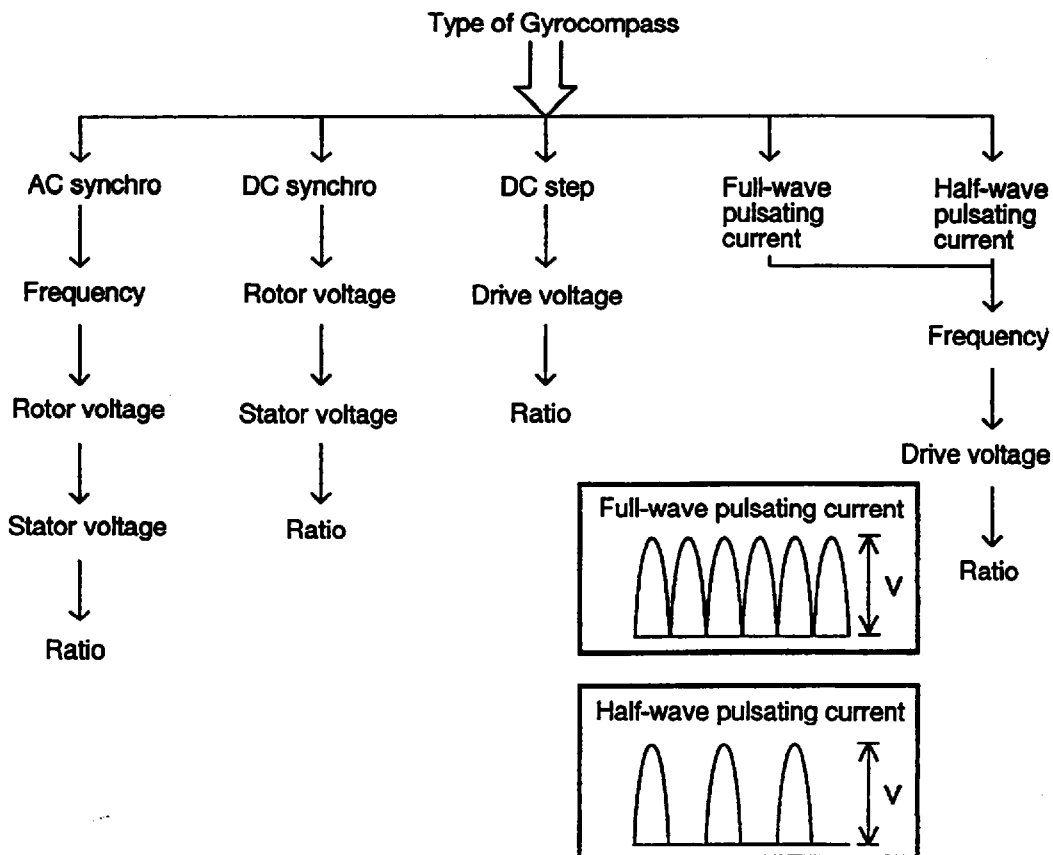 Type of Gyrocompass
AC synchro
DC synchro
DC step
Full-wave
pulsating
current
Half-wave
pulsating
current
Frequency
Rotor voltage
Drive voltage
Frequency
Rotor voltage
Stator voltage
Ratio
Drive voltage
Stator voltage
Ratio
Ratio
Ratio
Full-wave pulsating current
V
Half-wave pulsating current
V